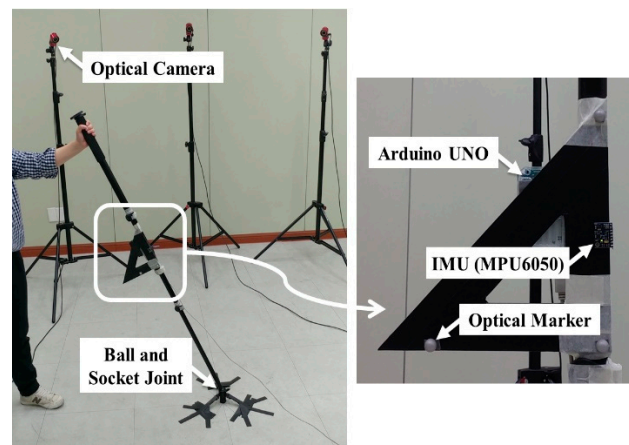 Optical Camera
Ball and
Socket Joint
Arduino UNO
IMU (MPU6050)
Optical Marker